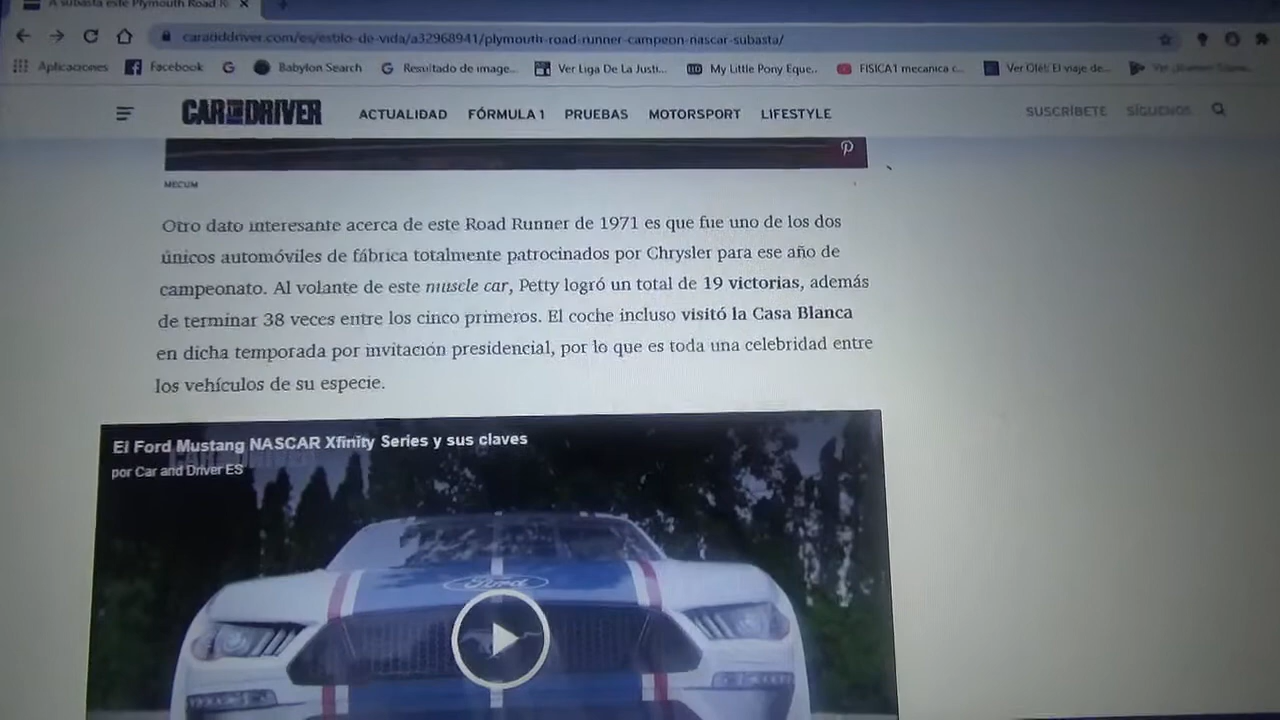 A subasta este Plymouth Road R
caranddriver.com/es/estilo-de-vida/a32968941/plymouth-road-runner-campeon-nascar-subasta/
Aplicaciones Facebook Babylon Search Resultado de image... Ver Liga De La Justi... My Little Pony Eque... FISICA1 mecanica c... Ver Olé!: El viaje de...
CAR AND DRIVER ACTUALIDAD FÓRMULA 1 PRUEBAS MOTORSPORT LIFESTYLE SUSCRÍBETE SÍGUENOS
MECUM
Otro dato interesante acerca de este Road Runner de 1971 es que fue uno de los dos
únicos automóviles de fábrica totalmente patrocinados por Chrysler para ese año de
campeonato. Al volante de este muscle car, Petty logró un total de 19 victorias, además
de terminar 38 veces entre los cinco primeros. El coche incluso visitó la Casa Blanca
en dicha temporada por invitación presidencial, por lo que es toda una celebridad entre
los vehículos de su especie.
El Ford Mustang NASCAR Xfinity Series y sus claves
por Car and Driver ES
Ford